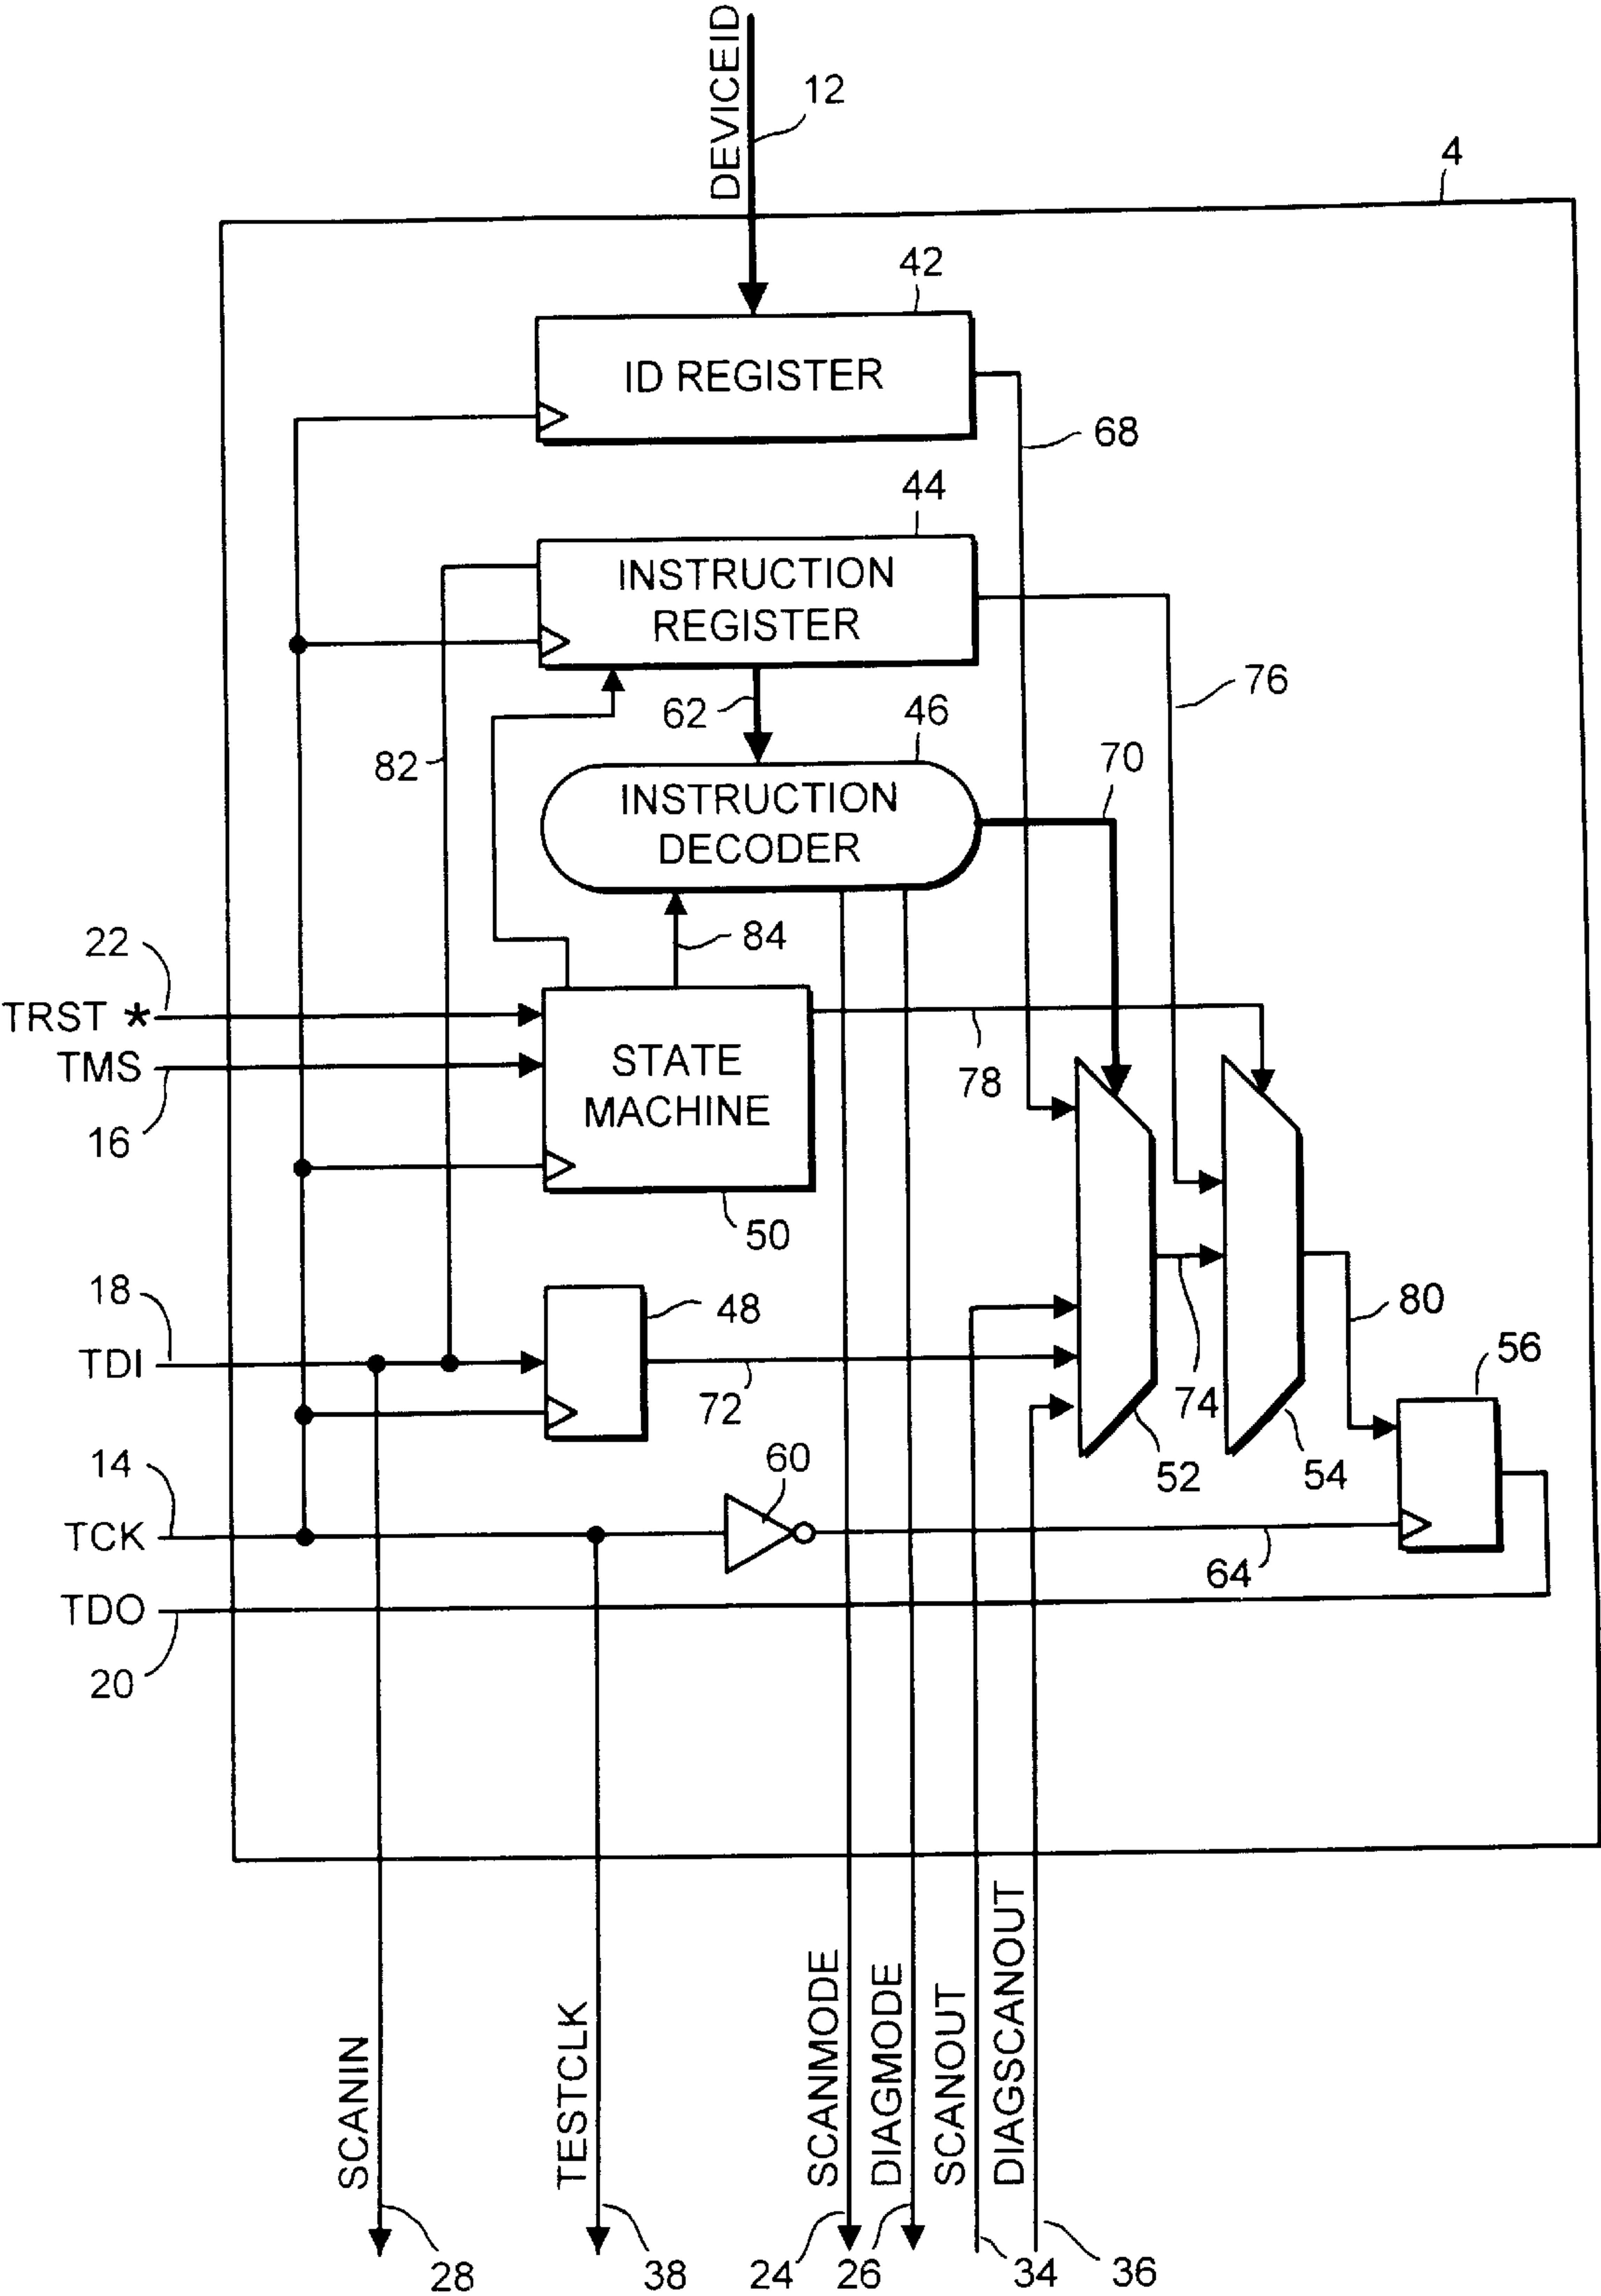 DEVICEID
12
4
42
ID REGISTER
68
44
INSTRUCTION
REGISTER
76
62
46
82
70
INSTRUCTION
DECODER
84
22
TRST *
TMS
STATE
MACHINE
78
16
50
18
48
80
TDI
56
72
74
14
60
52
54
TCK
64
TDO
20
SCANIN
TESTCLK
SCANMODE
DIAGMODE
SCANOUT
DIAGSCANOUT
28
38
24
26
34
36